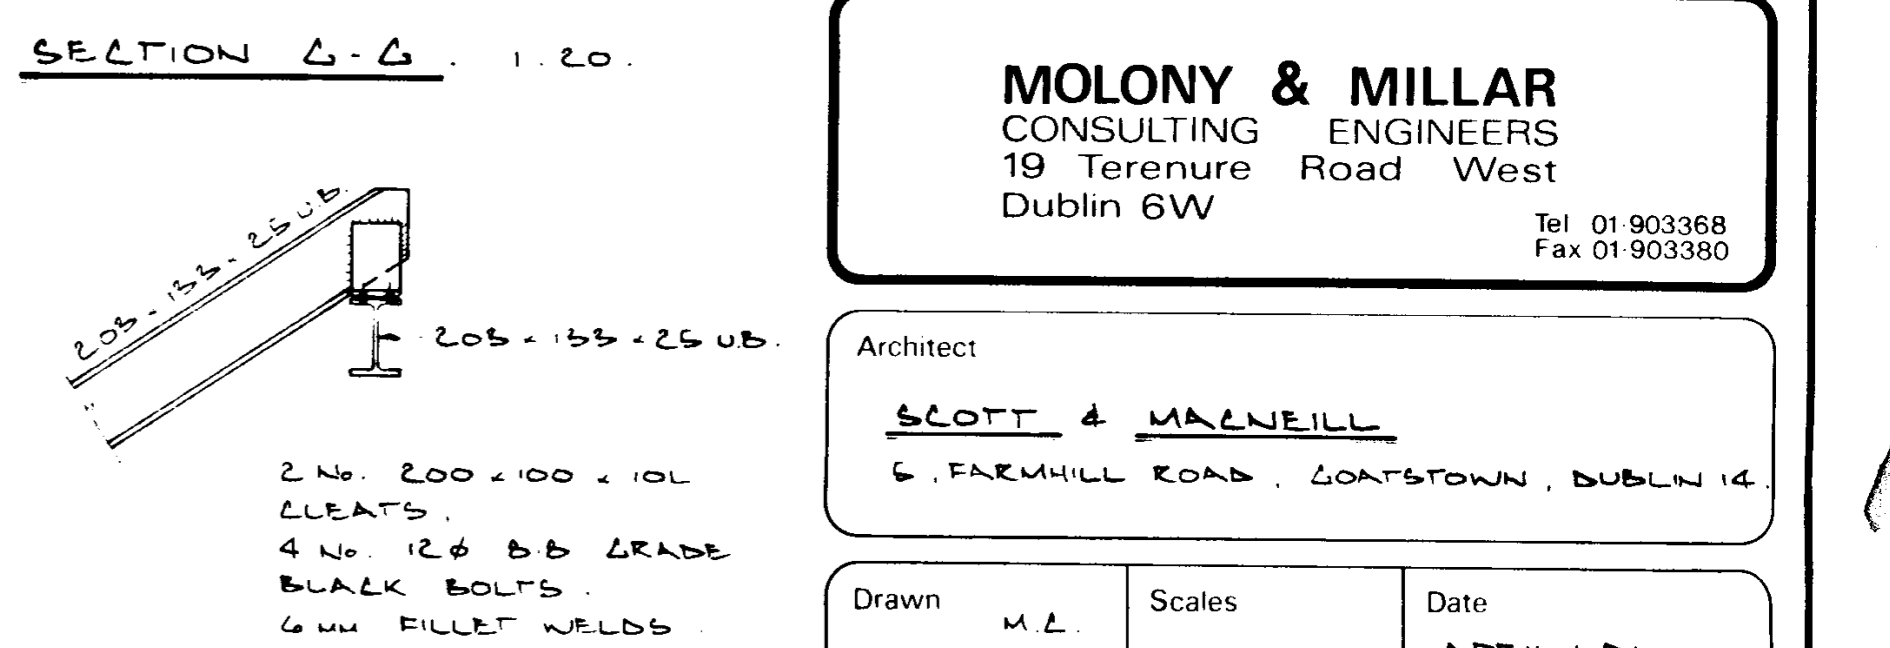 SECTION G-G. 1.20.
203 x 133 x 25 U.B.
203 x 133 x 25 U.B.
2 No. 200 x 100 x 10L
CLEATS.
4 No. 12ø 8.8 GRADE
BLACK BOLTS.
6 MM FILLET WELDS.
MOLONY & MILLAR
CONSULTING ENGINEERS
19 Terenure Road West
Dublin 6W
Tel 01·903368
Fax 01·903380
Architect
SCOTT & MACNEILL
5, FARMHILL ROAD, GOATSTOWN, DUBLIN 14.
Drawn
M.C.
Scales
Date